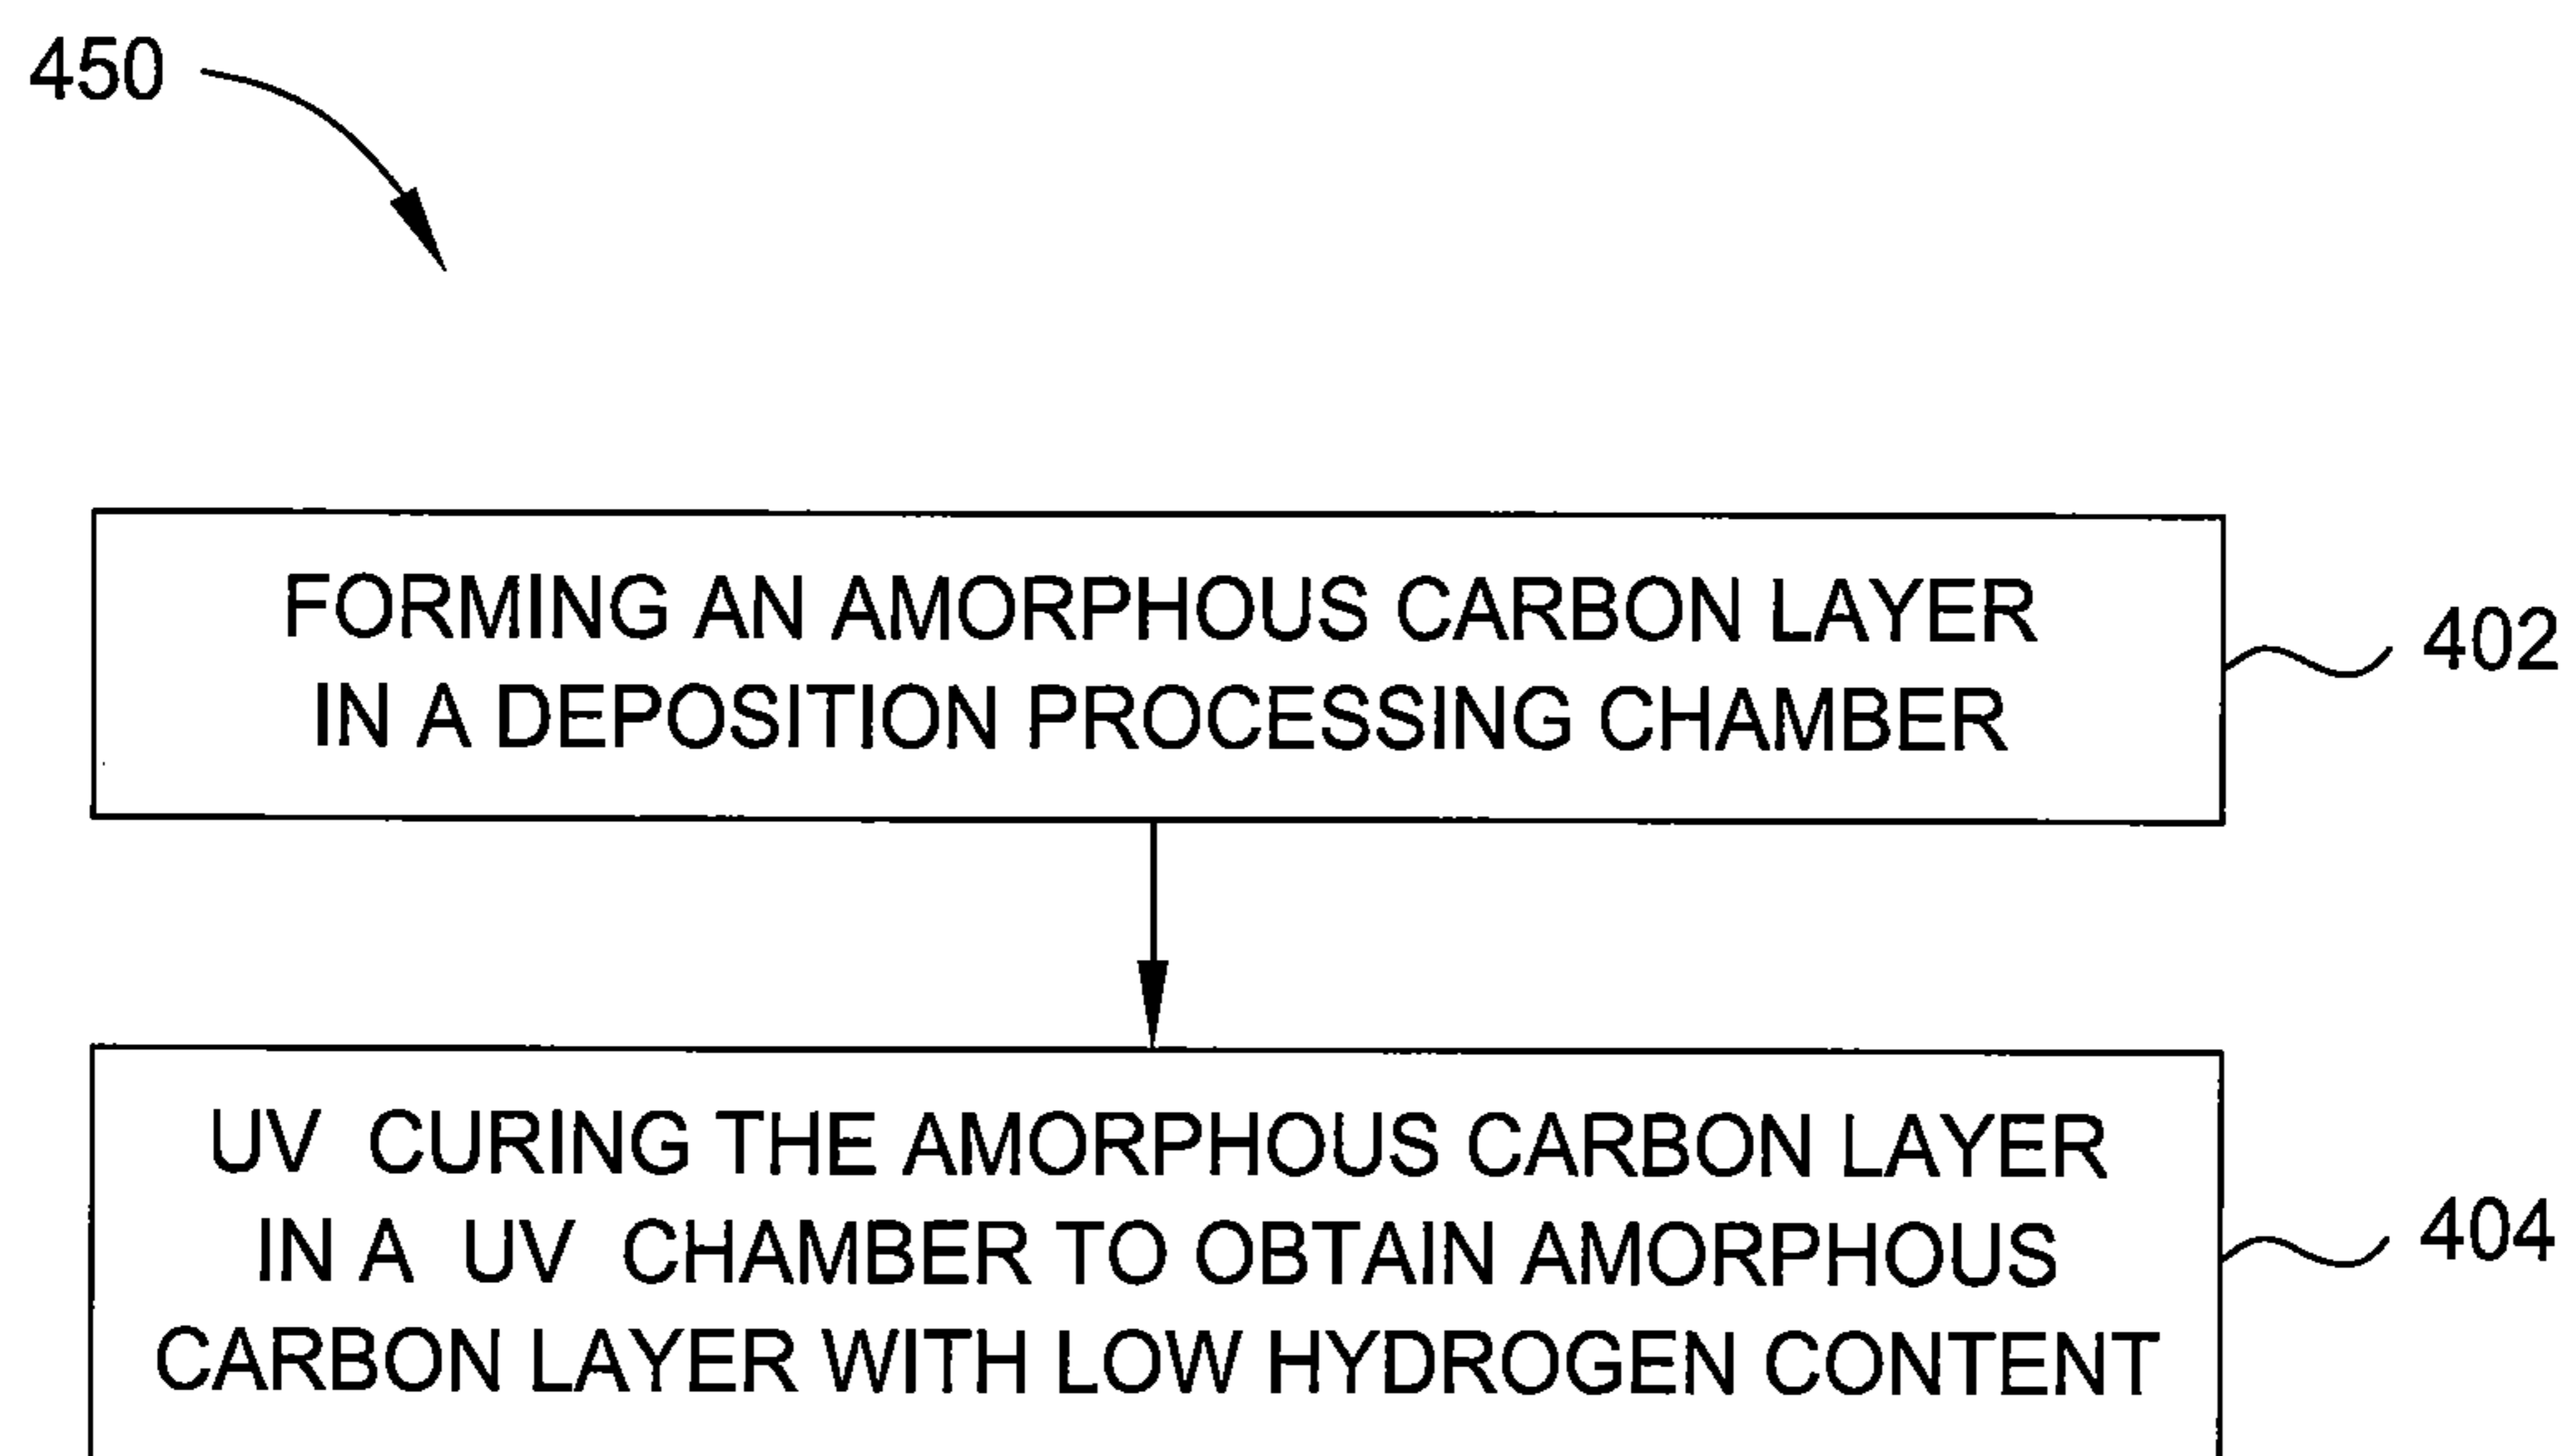 450
FORMING AN AMORPHOUS CARBON LAYER
IN A DEPOSITION PROCESSING CHAMBER
402
UV CURING THE AMORPHOUS CARBON LAYER
IN A UV CHAMBER TO OBTAIN AMORPHOUS
CARBON LAYER WITH LOW HYDROGEN CONTENT
404